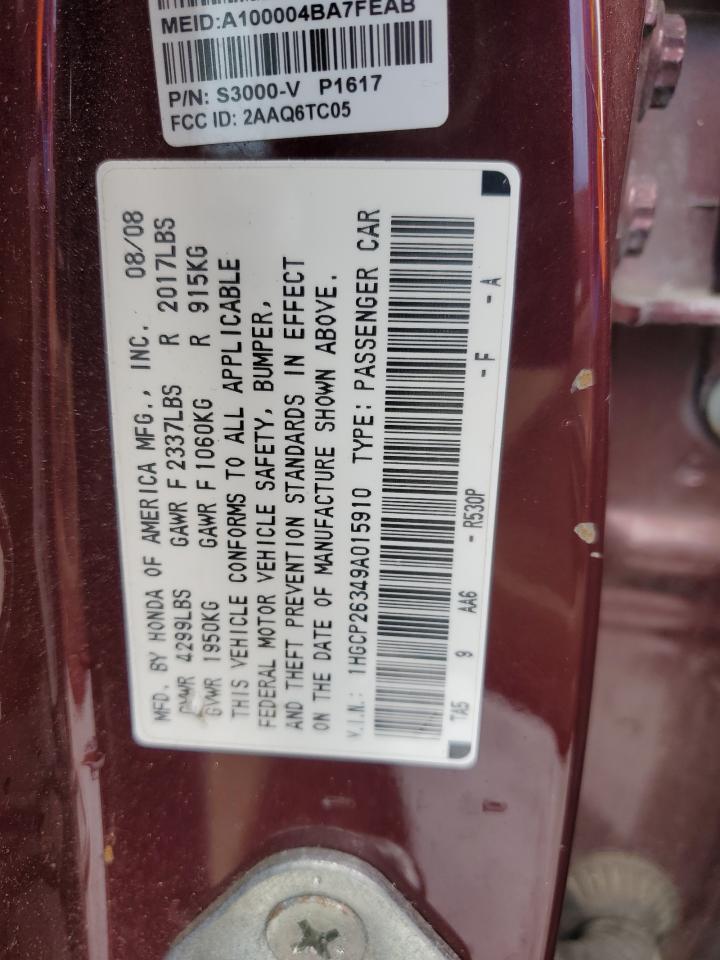 MEID:A100004BA7FEAB
P/N: S3000-V P1617
FCC ID: 2AAQ6TC05
MFD. BY HONDA OF AMERICA MFG., INC. 08/08
GVWR 4299LBS GAWR F 2337LBS R 2017LBS
GVWR 1950KG GAWR F 1060KG R 915KG
THIS VEHICLE CONFORMS TO ALL APPLICABLE
FEDERAL MOTOR VEHICLE SAFETY, BUMPER,
AND THEFT PREVENTION STANDARDS IN EFFECT
ON THE DATE OF MANUFACTURE SHOWN ABOVE.
V.I.N.: 1HGCP26349A015910 TYPE: PASSENGER CAR
TA5 9 AA6 - R530P - F - A